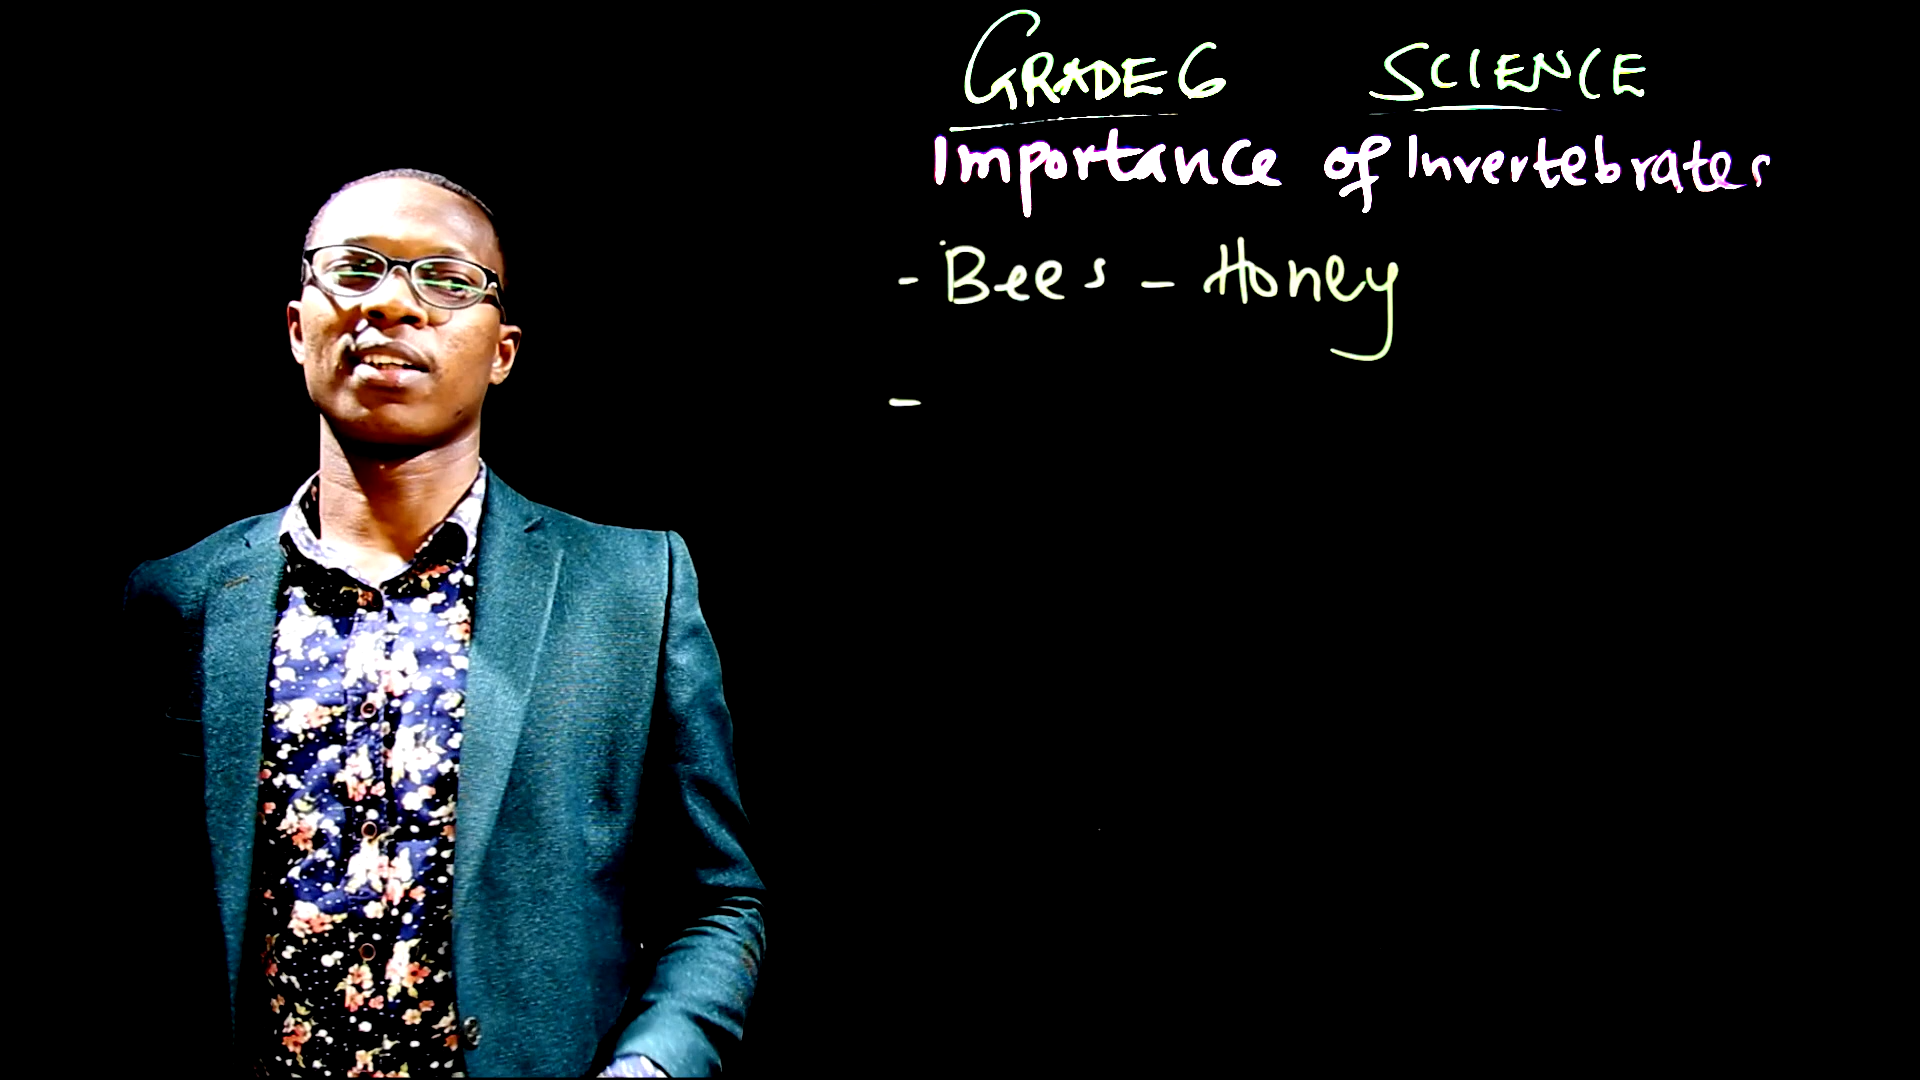 GRADE 6 SCIENCE
Importance of Invertebrates
- Bees - Honey
-